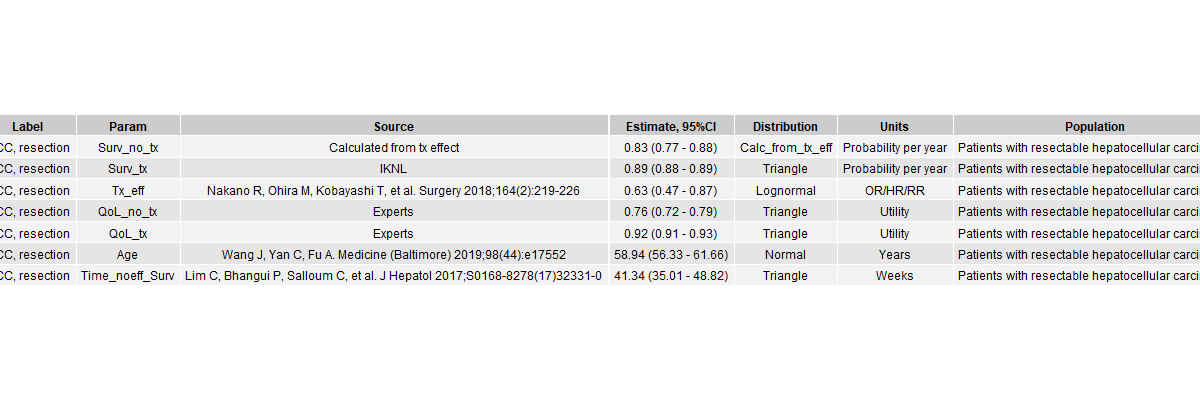 Label Param Source Estimate, 95%CI Distribution Units Population
CC, resection Surv_no_tx Calculated from tx effect 0.83 (0.77 - 0.88) Calc_from_tx_eff Probability per year Patients with resectable hepatocellular carci
CC, resection Surv_tx IKNL 0.89 (0.88 - 0.89) Triangle Probability per year Patients with resectable hepatocellular carci
CC, resection Tx_eff Nakano R, Ohira M, Kobayashi T, et al. Surgery 2018;164(2):219-226 0.63 (0.47 - 0.87) Lognormal OR/HR/RR Patients with resectable hepatocellular carci
CC, resection QoL_no_tx Experts 0.76 (0.72 - 0.79) Triangle Utility Patients with resectable hepatocellular carci
CC, resection QoL_tx Experts 0.92 (0.91 - 0.93) Triangle Utility Patients with resectable hepatocellular carci
CC, resection Age Wang J, Yan C, Fu A. Medicine (Baltimore) 2019;98(44):e17552 58.94 (56.33 - 61.66) Normal Years Patients with resectable hepatocellular carci
CC, resection Time_noeff_Surv Lim C, Bhangui P, Salloum C, et al. J Hepatol 2017;S0168-8278(17)32331-0 41.34 (35.01 - 48.82) Triangle Weeks Patients with resectable hepatocellular carci